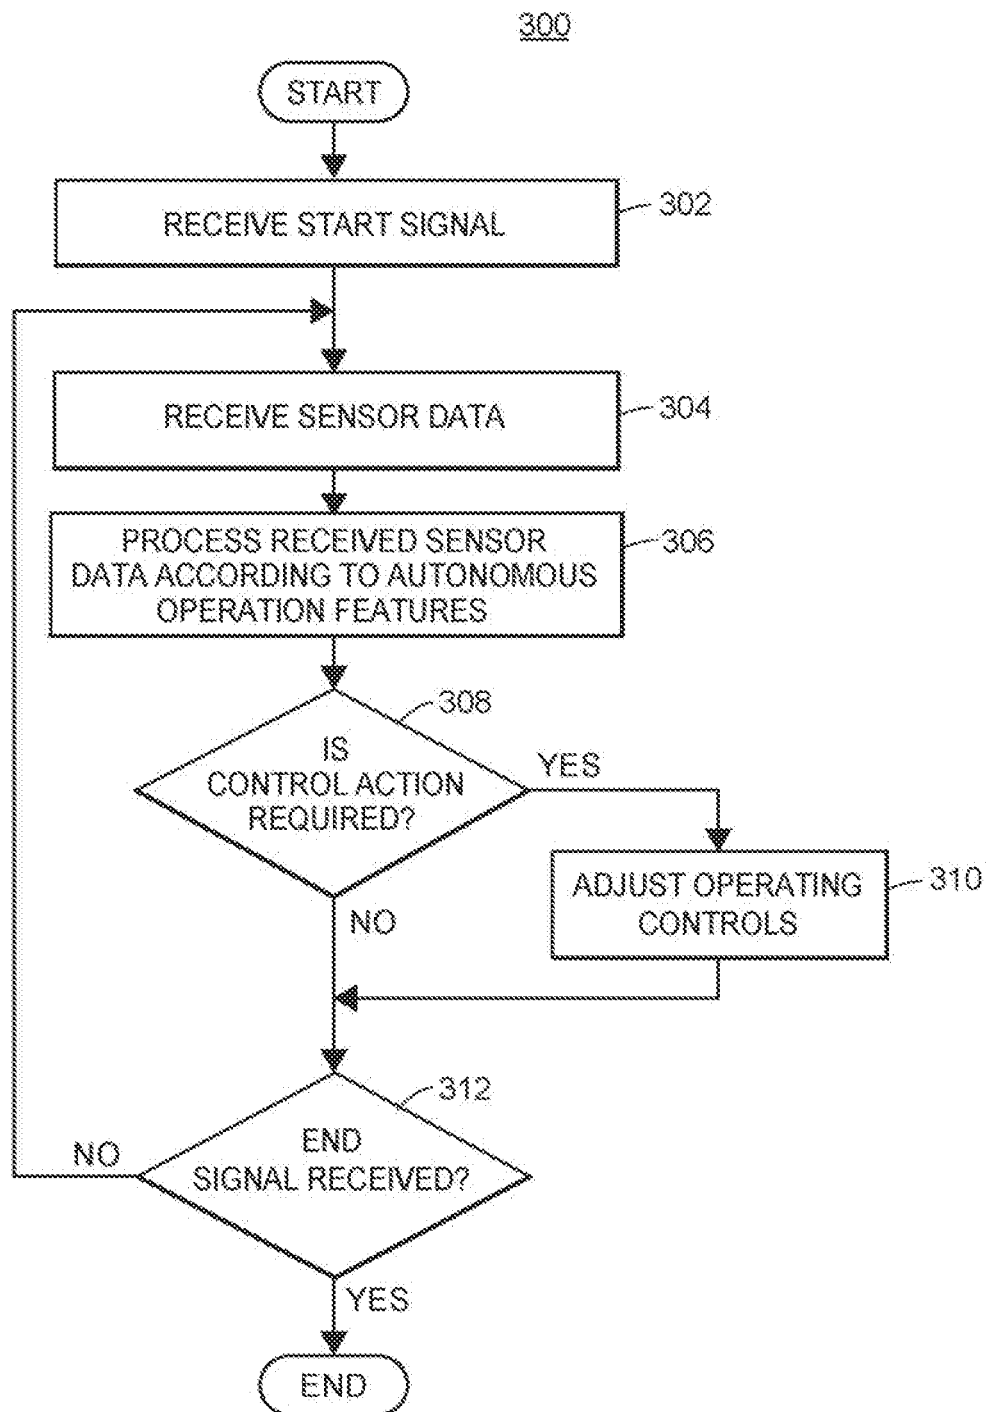 300
START
RECEIVE START SIGNAL
302
RECEIVE SENSOR DATA
304
PROCESS RECEIVED SENSOR
DATA ACCORDING TO AUTONOMOUS
OPERATION FEATURES
306
308
IS
CONTROL ACTION
REQUIRED?
YES
ADJUST OPERATING
CONTROLS
310
NO
312
END
SIGNAL RECEIVED?
NO
YES
END